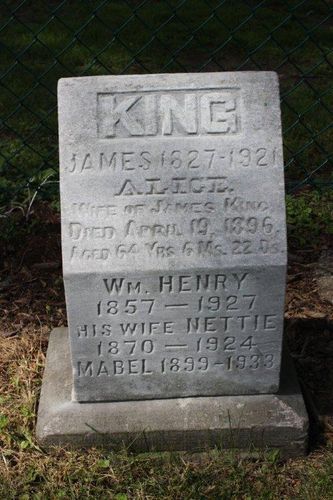 KING
JAMES 1827-1921
ALICE.
WIFE OF JAMES KING
DIED APRIL 19, 1896.
AGED 64 YRS 6 MS. 22 DS.
WM. HENRY
1857 — 1927
HIS WIFE NETTIE
1870 — 1924
MABEL 1899-1933